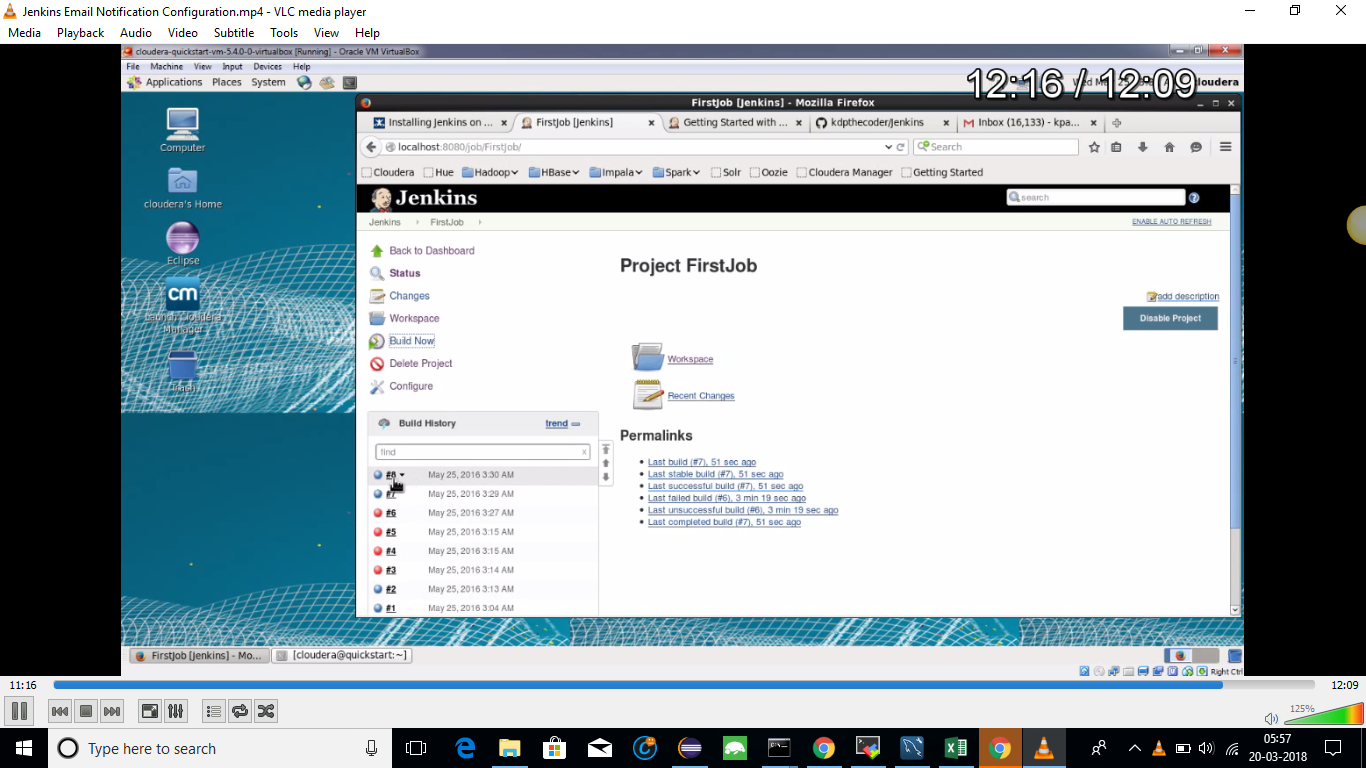 Jenkins Email Notification Configuration.mp4 - VLC media player
Media Playback Audio Video Subtitle Tools View Help
cloudera-quickstart-vm-5.4.0-0-virtualbox [Running] - Oracle VM VirtualBox
File Machine View Input Devices Help
Applications Places System
12:16 / 12:09
loudera
FirstJob [Jenkins] - Mozilla Firefox
Installing Jenkins on ... x
FirstJob [Jenkins] x
Getting Started with ... x
kdpthecoder/Jenkins x
Inbox (16,133) - kpa... x
localhost:8080/job/FirstJob/
Search
Cloudera Hue Hadoop HBase Impala Spark Solr Oozie Cloudera Manager Getting Started
Jenkins
search
Jenkins FirstJob
ENABLE AUTO REFRESH
Back to Dashboard
Status
Changes
Workspace
Build Now
Delete Project
Configure
Project FirstJob
add description
Disable Project
Workspace
Recent Changes
Permalinks
Last build (#7), 51 sec ago
Last stable build (#7), 51 sec ago
Last successful build (#7), 51 sec ago
Last failed build (#6), 3 min 19 sec ago
Last unsuccessful build (#6), 3 min 19 sec ago
Last completed build (#7), 51 sec ago
Build History trend
find x
#8 May 25, 2016 3:30 AM
#7 May 25, 2016 3:29 AM
#6 May 25, 2016 3:27 AM
#5 May 25, 2016 3:15 AM
#4 May 25, 2016 3:15 AM
#3 May 25, 2016 3:14 AM
#2 May 25, 2016 3:13 AM
#1 May 25, 2016 3:04 AM
Computer
cloudera's Home
Eclipse
cm
Launch Cloudera
Manager
Trash
FirstJob [Jenkins] - Mo...
[cloudera@quickstart:~]
Right Ctrl
11:16
12:09
125%
Type here to search
05:57
20-03-2018